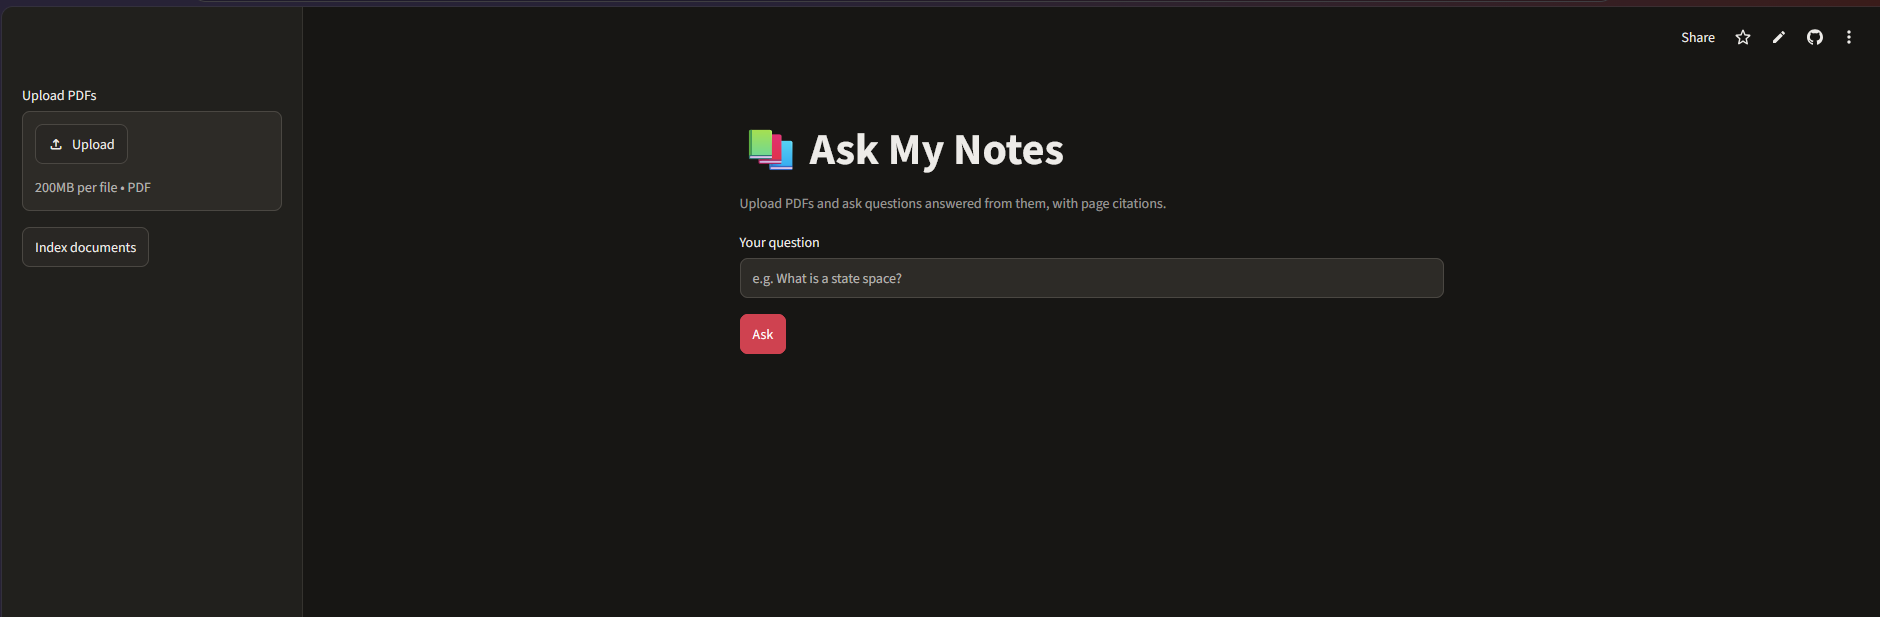 Share
Upload PDFs
Upload
200MB per file • PDF
Index documents
Ask My Notes
Upload PDFs and ask questions answered from them, with page citations.
Your question
e.g. What is a state space?
Ask